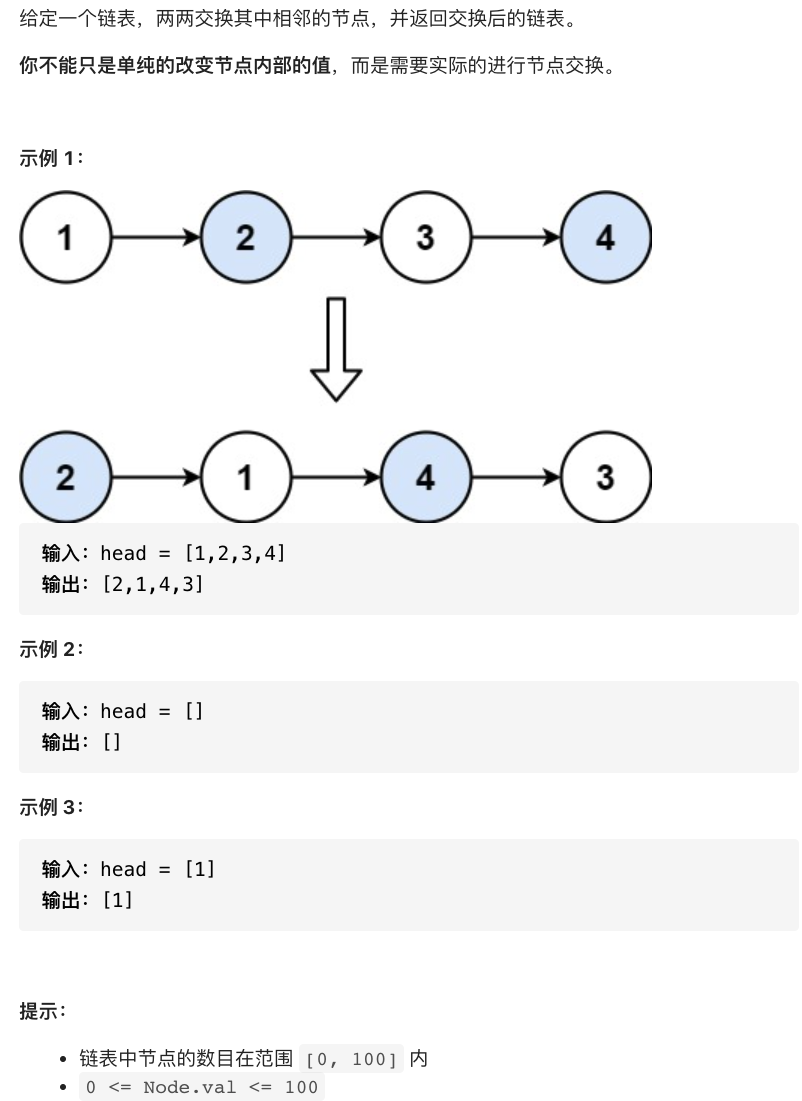 给定一个链表，两两交换其中相邻的节点，并返回交换后的链表。
你不能只是单纯的改变节点内部的值，而是需要实际的进行节点交换。
示例 1：
1 2 3 4
2 1 4 3
输入：head = [1,2,3,4]
输出：[2,1,4,3]
示例 2：
输入：head = []
输出：[]
示例 3：
输入：head = [1]
输出：[1]
提示：
• 链表中节点的数目在范围 [0, 100] 内
• 0 <= Node.val <= 100